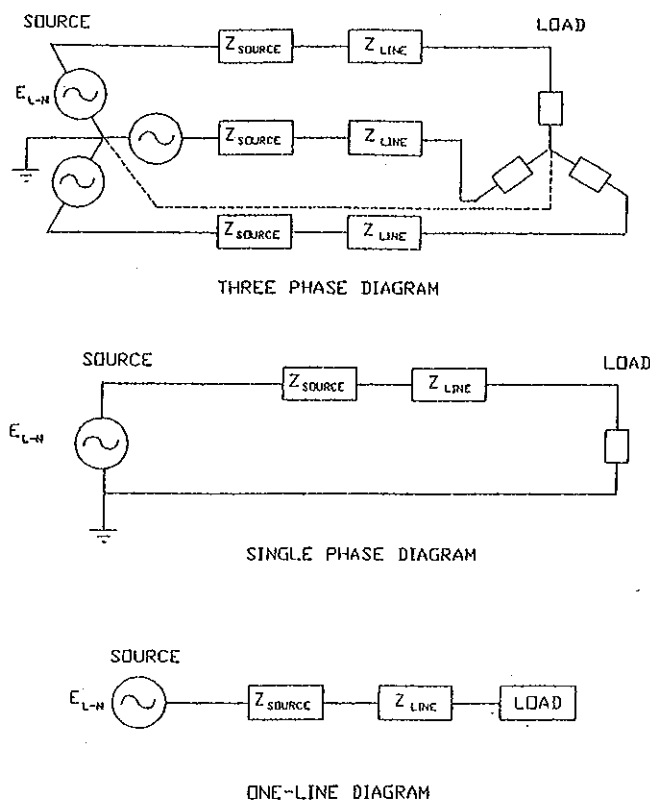 SOURCE
LOAD
Z SOURCE Z LINE
E L-N
Z SOURCE Z LINE
Z SOURCE Z LINE
THREE PHASE DIAGRAM
SOURCE
LOAD
Z SOURCE Z LINE
E L-N
SINGLE PHASE DIAGRAM
SOURCE
E L-N Z SOURCE Z LINE LOAD
ONE-LINE DIAGRAM